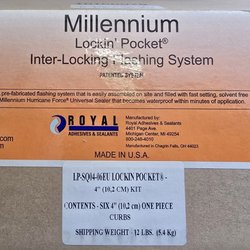 Millennium
Lockin' Pocket®
Inter-Locking Flashing System
PATENTED SYSTEM
pre-fabricated flashing system that is easily assembled on site and filled with fast setting, solvent free
Millennium Hurricane Force® Universal Sealer that becomes waterproof within minutes of application.
ROYAL
ADHESIVES & SEALANTS
Manufactured by:
Royal Adhesives & Sealants
4401 Page Ave.
Michigan Center, MI 49254
Manufactured in Chagrin Falls, OH 44023
MADE IN U.S.A.
LP-SQ04-06EU LOCKIN POCKET® -
4" (10,2 CM) KIT
CONTENTS - SIX 4" (10,2 cm) ONE PIECE
CURBS
SHIPPING WEIGHT - 12 LBS. (5.4 Kg)